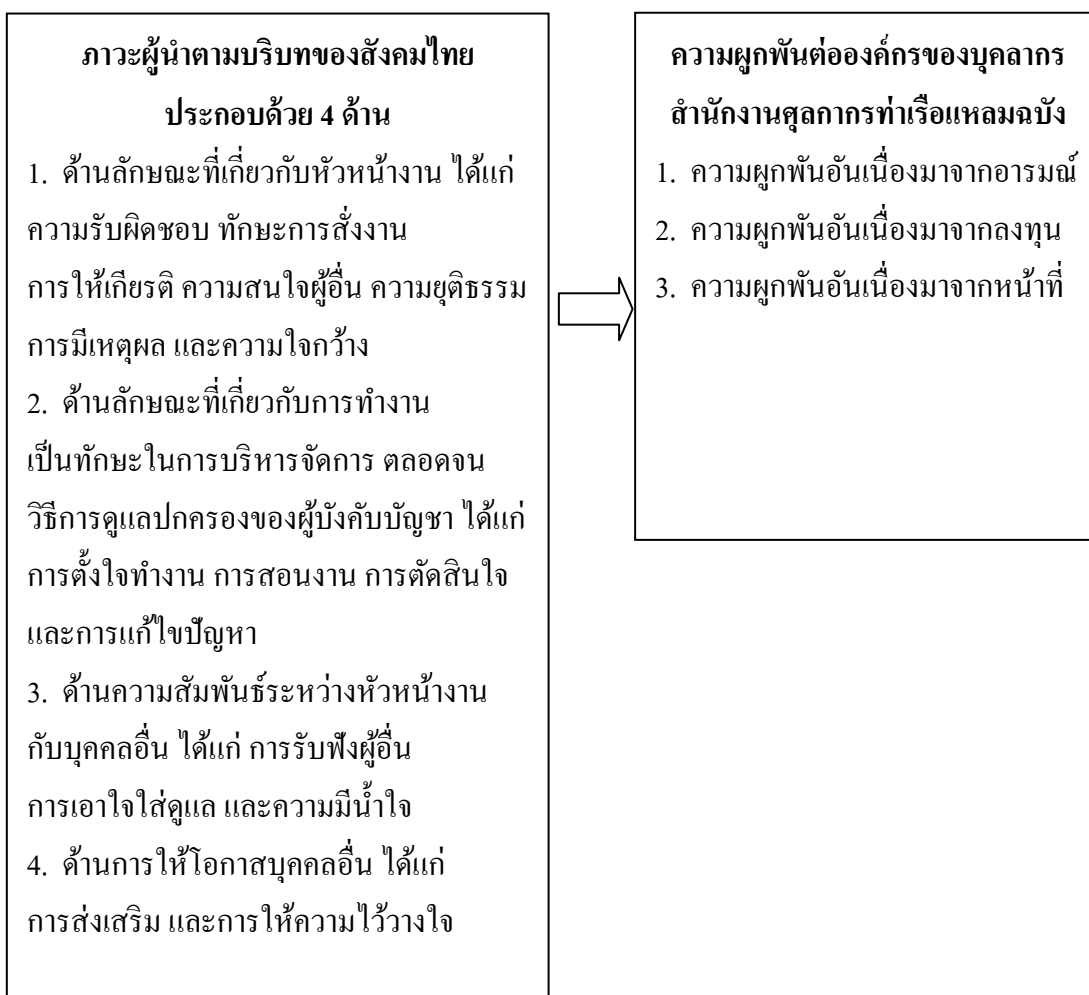 ภาวะผู้นำตามบริบทของสังคมไทย
ประกอบด้วย 4 ด้าน
1. ด้านลักษณะที่เกี่ยวกับหัวหน้างาน ได้แก่
ความรับผิดชอบ ทักษะการสั่งงาน
การให้เกียรติ ความสนใจผู้อื่น ความยุติธรรม
การมีเหตุผล และความใจกว้าง
2. ด้านลักษณะที่เกี่ยวกับการทำงาน
เป็นทักษะในการบริหารจัดการ ตลอดจน
วิธีการดูแลปกครองของผู้บังคับบัญชา ได้แก่
การตั้งใจทำงาน การสอนงาน การตัดสินใจ
และการแก้ไขปัญหา
3. ด้านความสัมพันธ์ระหว่างหัวหน้างาน
กับบุคคลอื่น ได้แก่ การรับฟังผู้อื่น
การเอาใจใส่ดูแล และความมีน้ำใจ
4. ด้านการให้โอกาสบุคคลอื่น ได้แก่
การส่งเสริม และการให้ความไว้วางใจ
ความผูกพันต่อองค์กรของบุคลากร
สำนักงานศุลกากรท่าเรือแหลมฉบัง
1. ความผูกพันอันเนื่องมาจากอารมณ์
2. ความผูกพันอันเนื่องมาจากลงทุน
3. ความผูกพันอันเนื่องมาจากหน้าที่